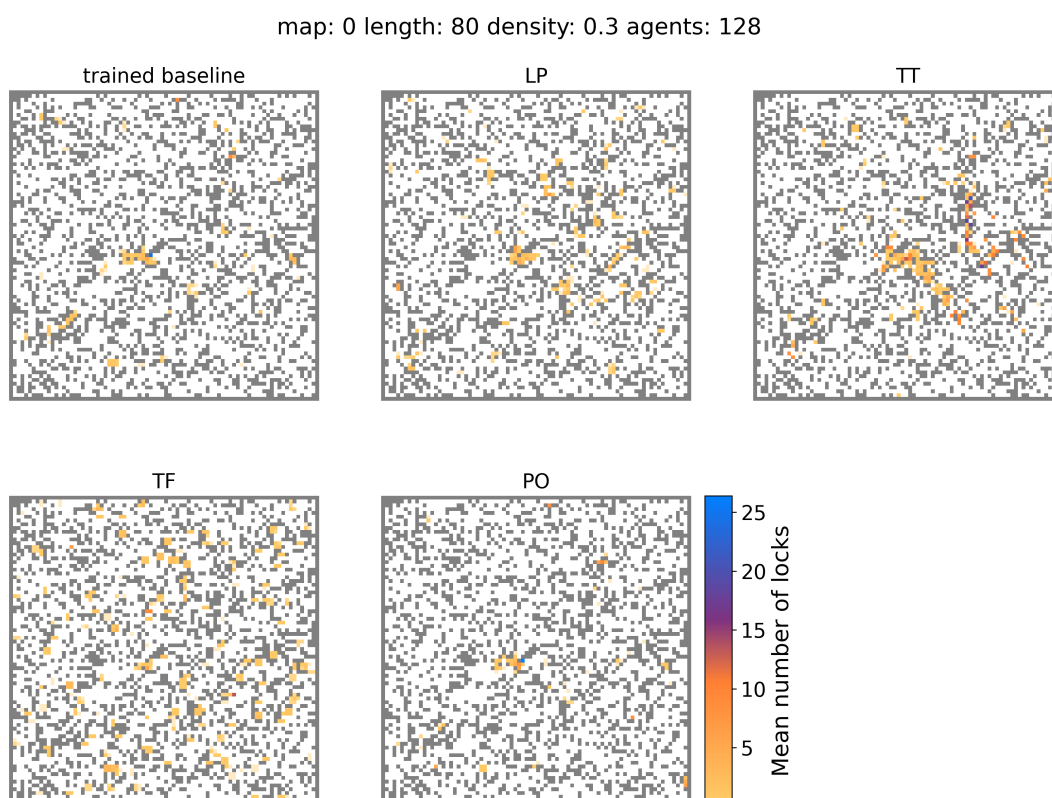 map: 0 length: 80 density: 0.3 agents: 128
trained baseline
LP
TT
TF
PO
25
20
15
10
5
Mean number of locks